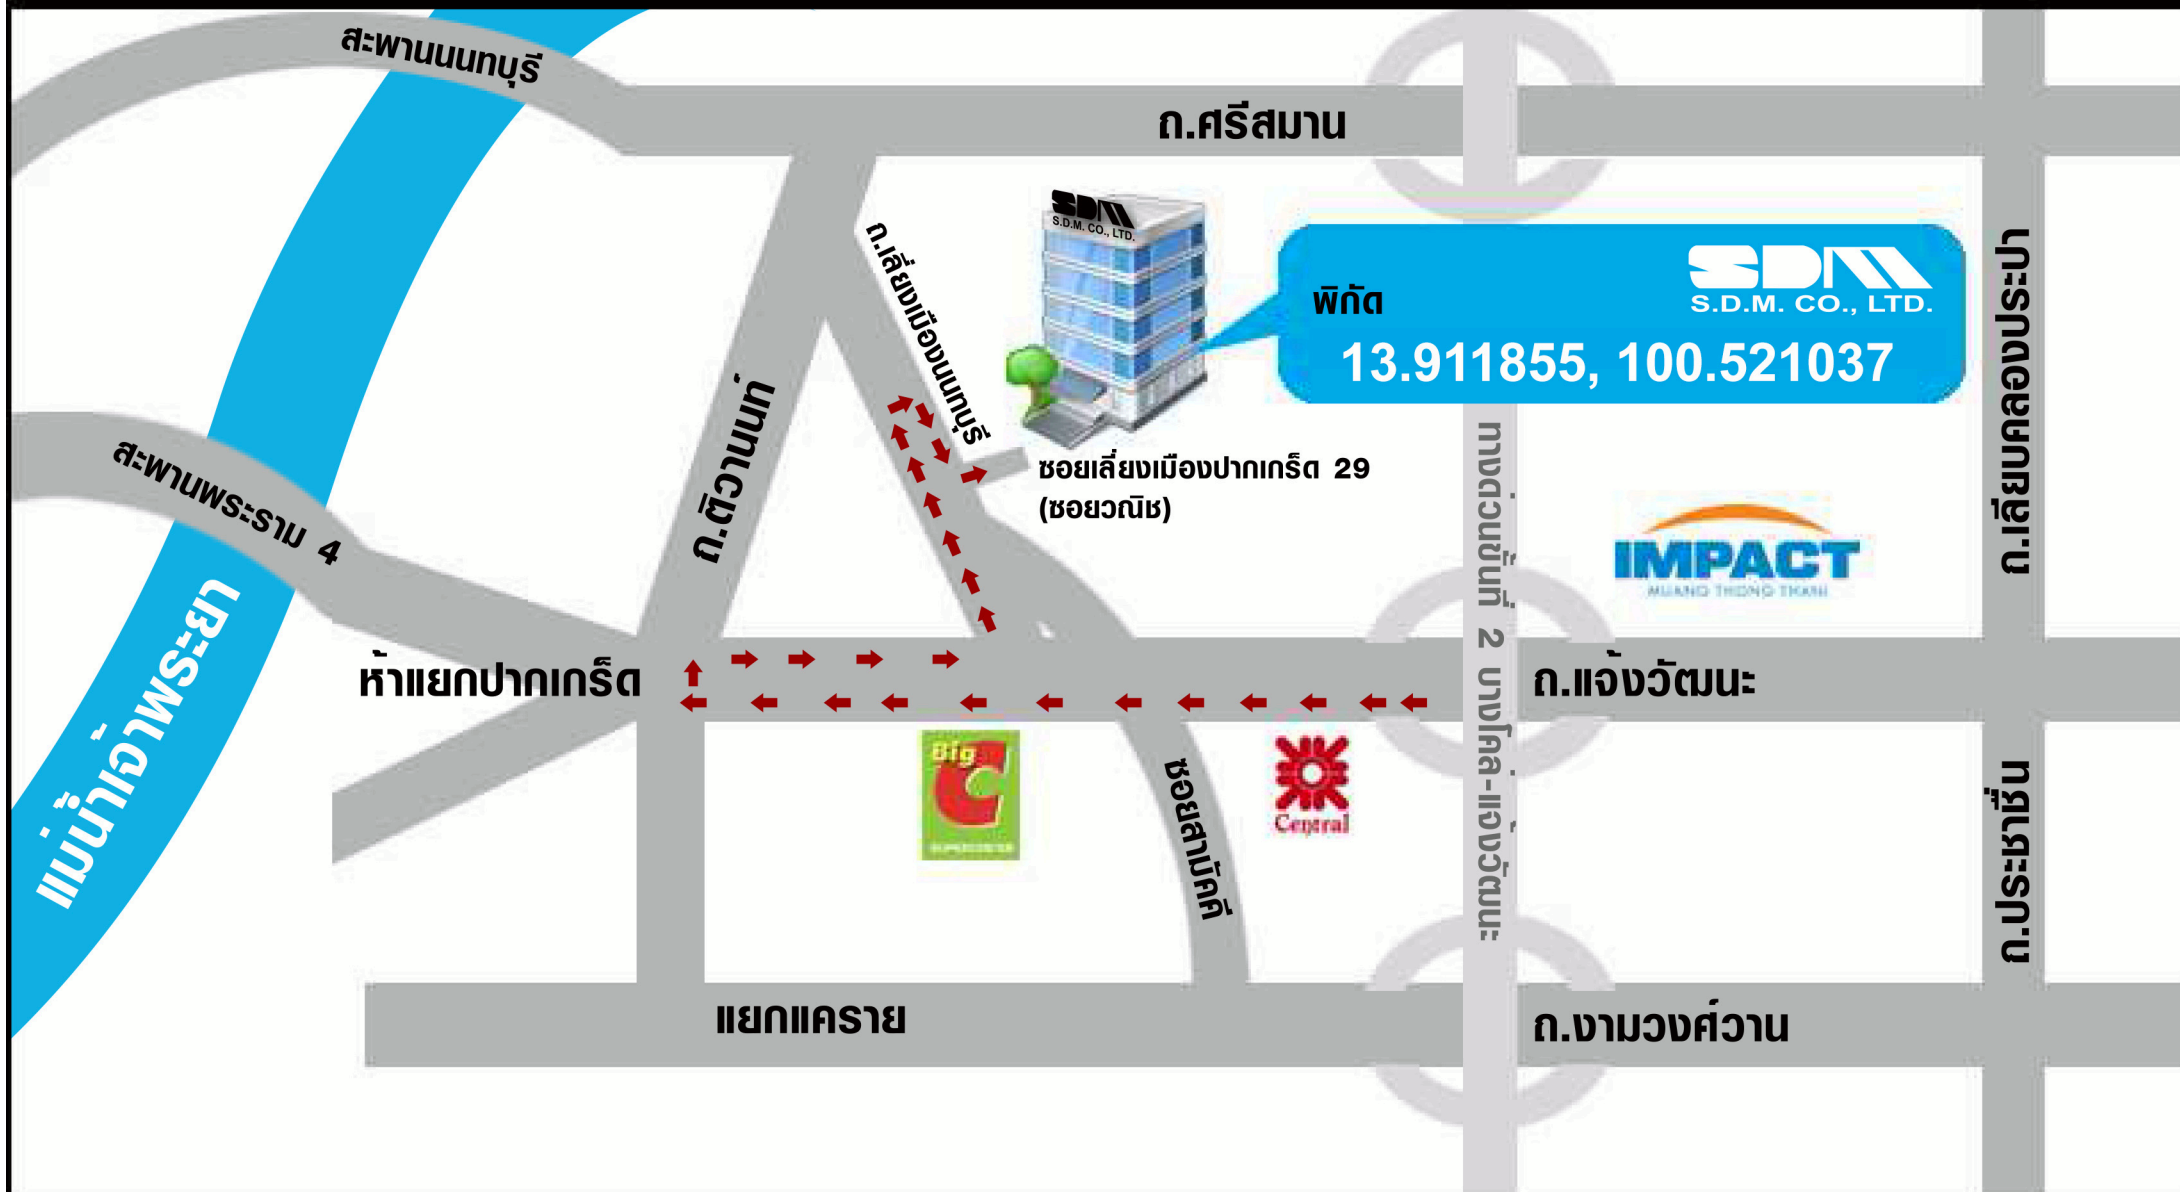 สะพานนนทบุรี
ถ.ศรีสมาน
SDM
S.D.M. CO., LTD.
ถ.เลี่ยงเมืองนนทบุรี
SDM
S.D.M. CO., LTD.
พิกัด
13.911855, 100.521037
ถ.เลียบคลองประปา
ถ.ติวานนท์
สะพานพระราม 4
ซอยเลี่ยงเมืองปากเกร็ด 29
(ซอยวณิช)
ทางด่วนขั้นที่ 2 บางโคล่-แจ้งวัฒนะ
IMPACT
MUANG THONG THANI
แม่น้ำเจ้าพระยา
ห้าแยกปากเกร็ด
ถ.แจ้งวัฒนะ
Big
C
SUPERCENTER
ซอยสามัคคี
Central
ถ.ประชาชื่น
แยกแคราย
ถ.งามวงศ์วาน